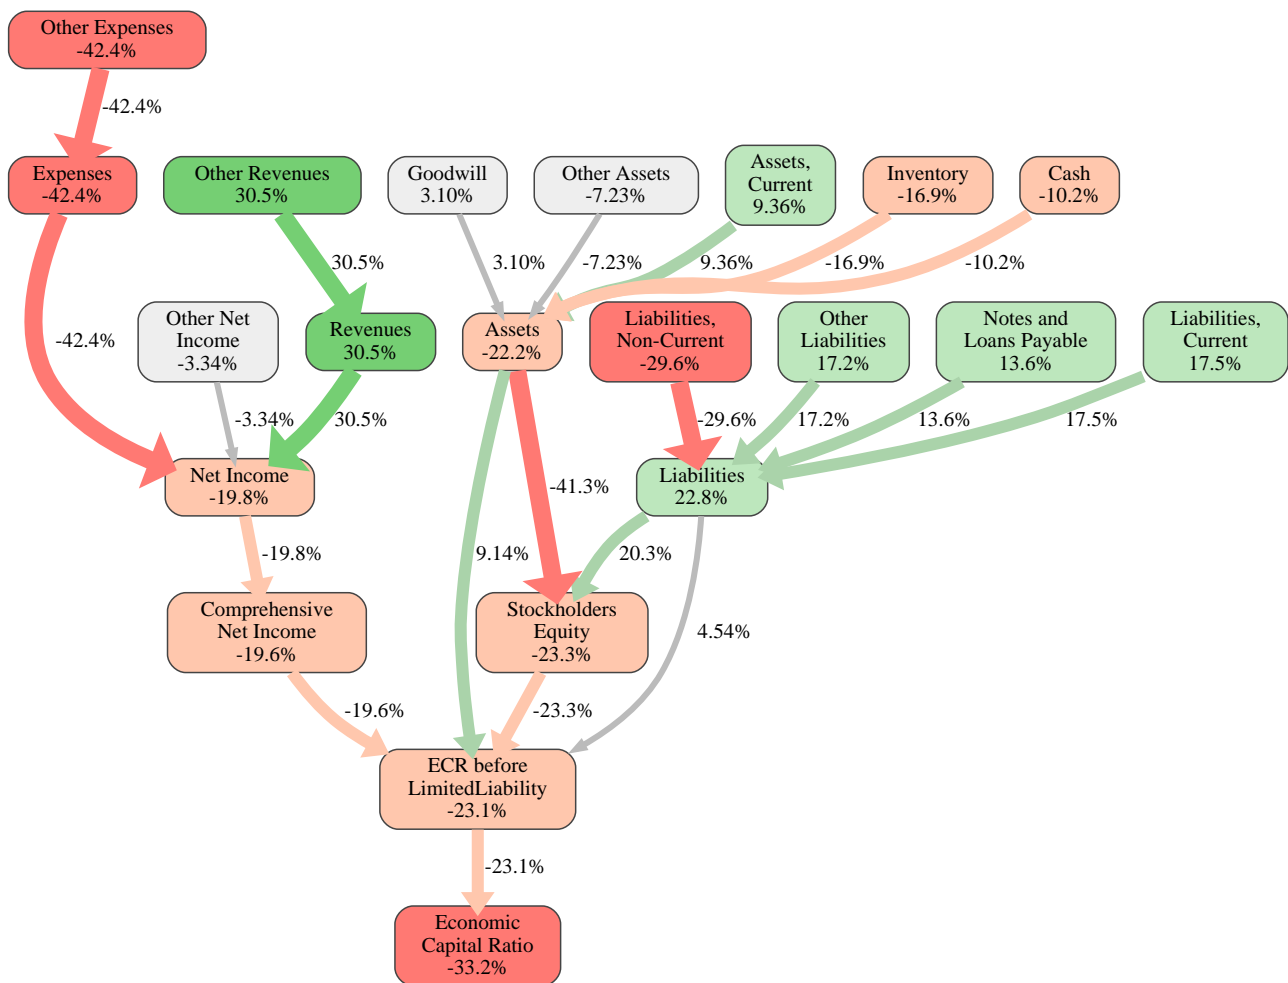 Other Expenses
-42.4%
-42.4%
Expenses
-42.4%
Other Revenues
30.5%
Goodwill
3.10%
Other Assets
-7.23%
Assets,
Current
9.36%
Inventory
-16.9%
Cash
-10.2%
30.5%
3.10%
-7.23%
9.36%
-16.9%
-10.2%
-42.4%
Other Net
Income
-3.34%
Revenues
30.5%
Assets
-22.2%
Liabilities,
Non-Current
-29.6%
Other
Liabilities
17.2%
Notes and
Loans Payable
13.6%
Liabilities,
Current
17.5%
-3.34%
30.5%
-29.6%
17.2%
13.6%
17.5%
Net Income
-19.8%
-41.3%
Liabilities
22.8%
-19.8%
9.14%
20.3%
Comprehensive
Net Income
-19.6%
Stockholders
Equity
-23.3%
4.54%
-19.6%
-23.3%
ECR before
LimitedLiability
-23.1%
-23.1%
Economic
Capital Ratio
-33.2%